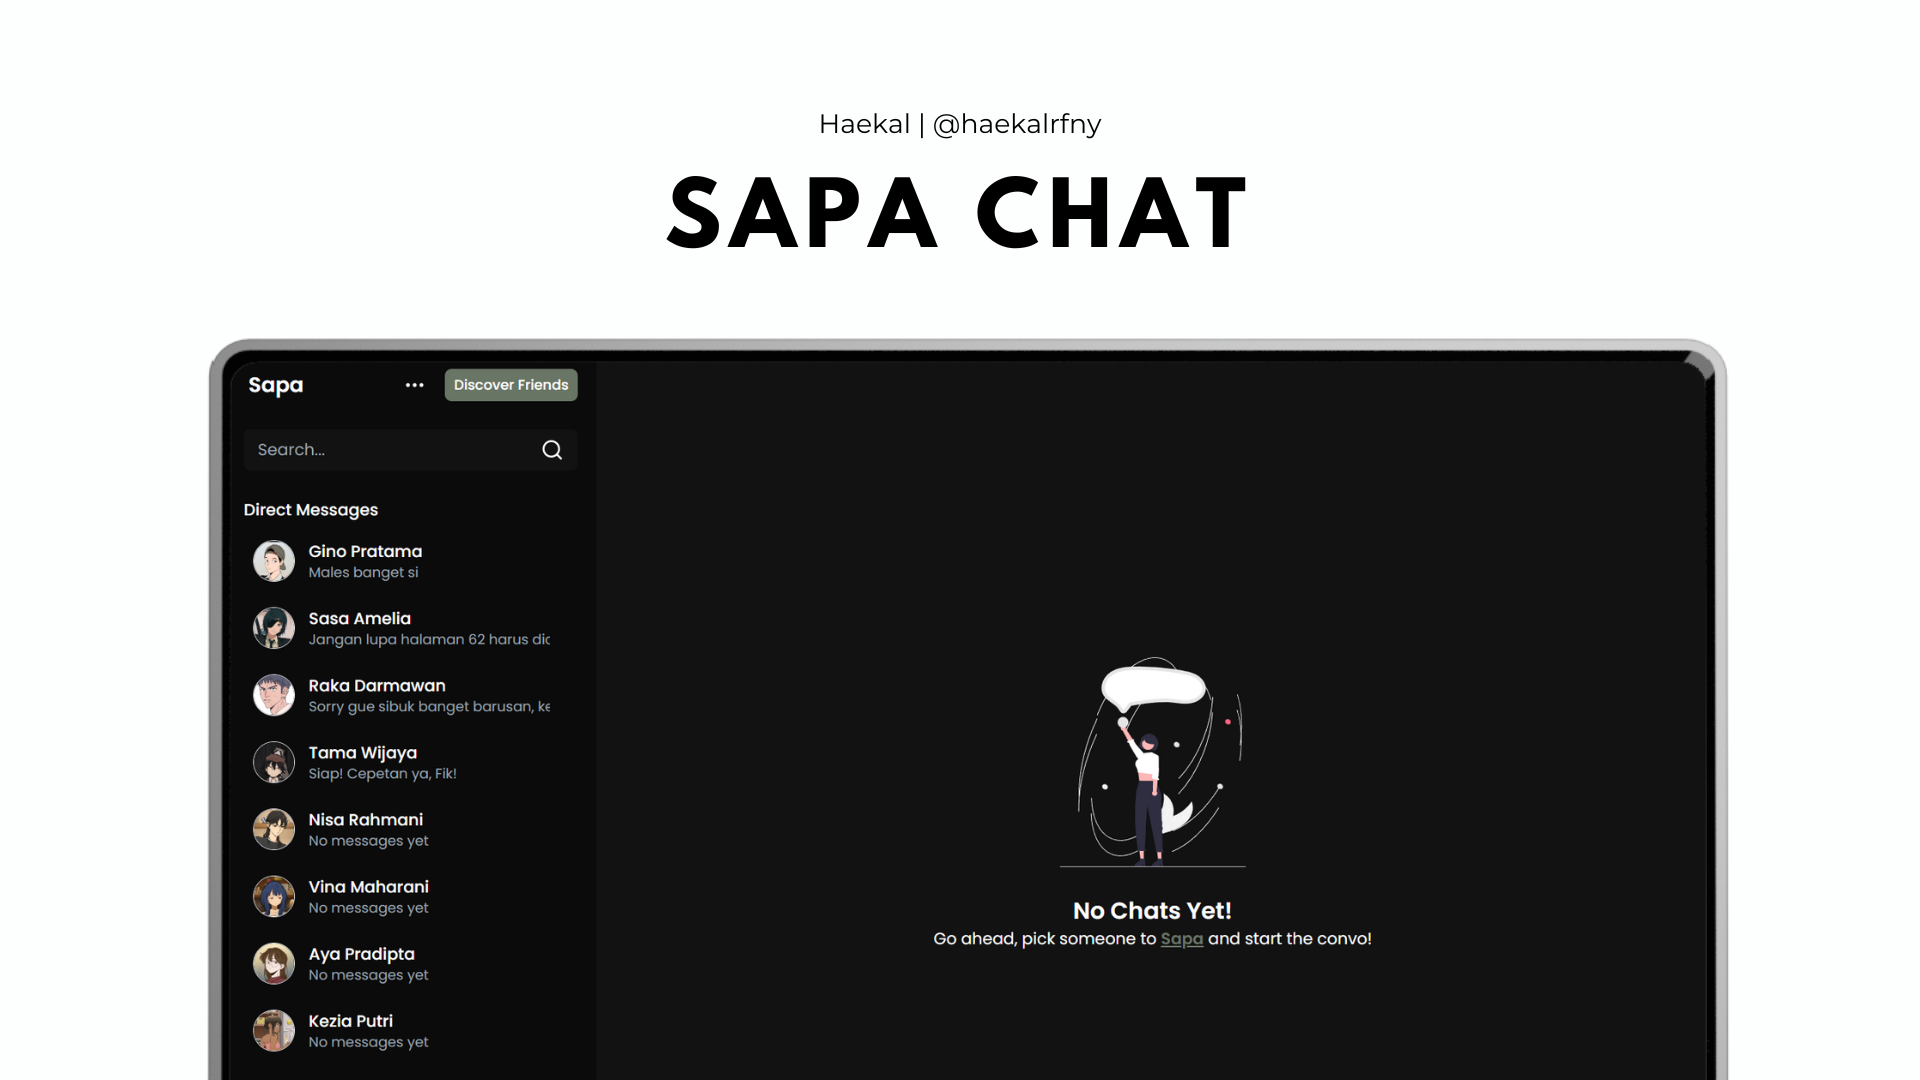 Haekal | @haekalrfny
SAPA CHAT
Sapa
Discover Friends
Search...
Direct Messages
Gino Pratama
Males banget si
Sasa Amelia
Jangan lupa halaman 62 harus
Raka Darmawan
Sorry gue sibuk banget barusan,
Tama Wijaya
Siap! Cepetan ya, Fik!
Nisa Rahmani
No messages yet
Vina Maharani
No messages yet
Aya Pradipta
No messages yet
Kezia Putri
No messages yet
No Chats Yet!
Go ahead, pick someone to Sapa and start the convo!